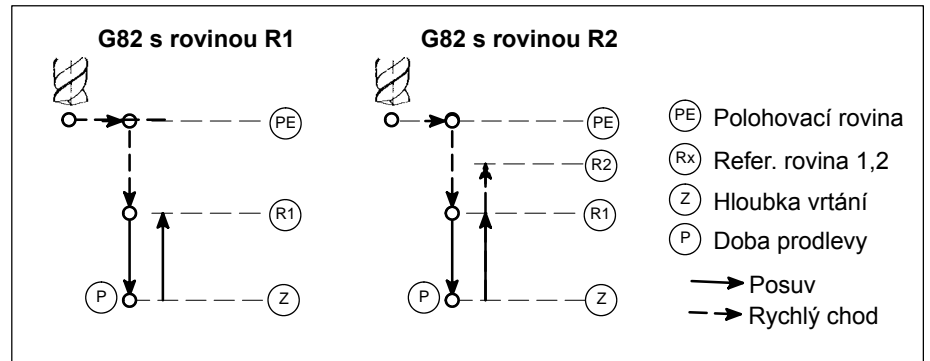 G82 s rovinou R1
G82 s rovinou R2
PE
PE
R2
R1
R1
P
Z
P
Z
PE Polohovací rovina
Rx Refer. rovina 1,2
Z Hloubka vrtání
P Doba prodlevy
Posuv
Rychlý chod